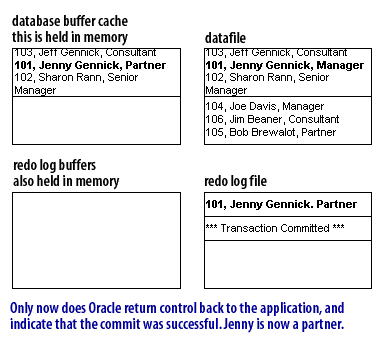 database buffer cache
this is held in memory
103, Jeff Gennick, Consultant
101, Jenny Gennick, Partner
102, Sharon Rann, Senior
Manager
datafile
103, Jeff Gennick, Consultant
101, Jenny Gennick, Manager
102, Sharon Rann, Senior
Manager
104, Joe Davis, Manager
106, Jim Beaner, Consultant
105, Bob Brewalot, Partner
redo log buffers
also held in memory
redo log file
101, Jenny Gennick. Partner
*** Transaction Committed ***
Only now does Oracle return control back to the application, and
indicate that the commit was successful. Jenny is now a partner.